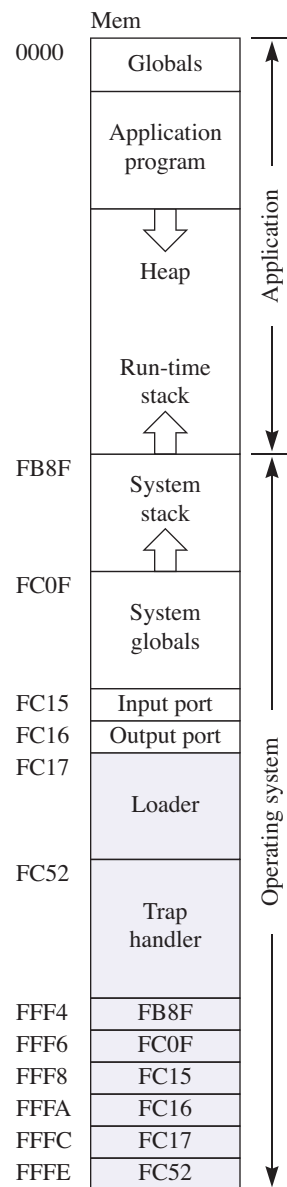 Mem
0000
Globals
Application
program
Heap
Run-time
stack
Application
FB8F
System
stack
FC0F
System
globals
FC15 Input port
FC16 Output port
FC17
Loader
FC52
Trap
handler
Operating system
FFF4 FB8F
FFF6 FC0F
FFF8 FC15
FFFA FC16
FFFC FC17
FFFE FC52